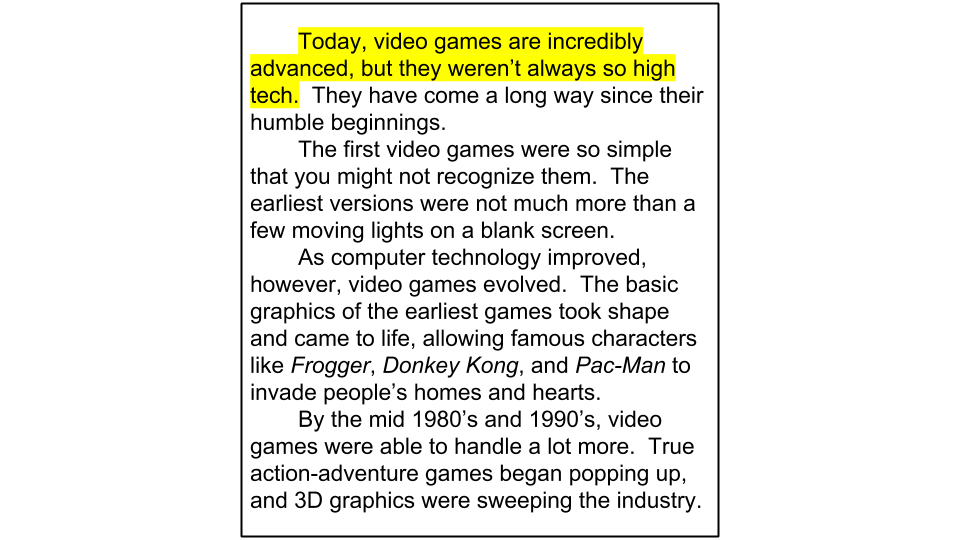 Today, video games are incredibly
advanced, but they weren’t always so high
tech.  They have come a long way since their
humble beginnings.
The first video games were so simple
that you might not recognize them.  The
earliest versions were not much more than a
few moving lights on a blank screen.
As computer technology improved,
however, video games evolved.  The basic
graphics of the earliest games took shape
and came to life, allowing famous characters
like Frogger, Donkey Kong, and Pac-Man to
invade people’s homes and hearts.
By the mid 1980’s and 1990’s, video
games were able to handle a lot more.  True
action-adventure games began popping up,
and 3D graphics were sweeping the industry.